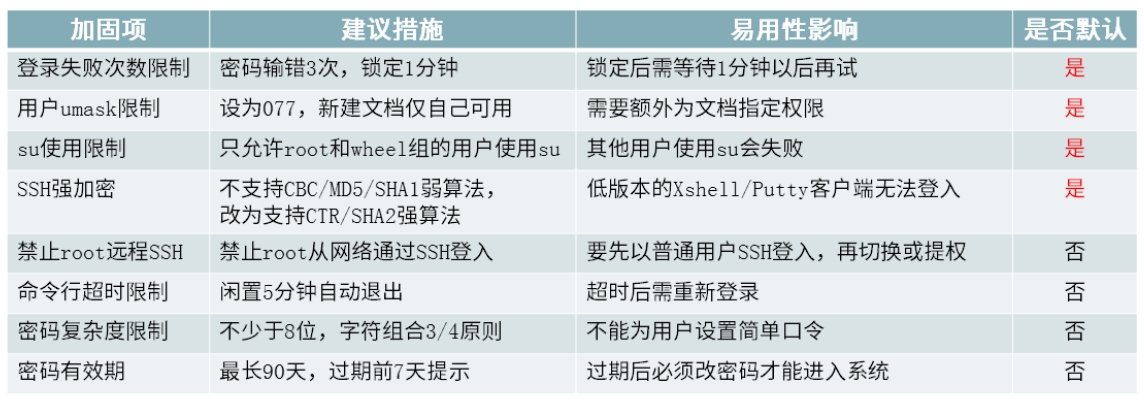 加固项 建议措施 易用性影响 是否默认
登录失败次数限制 密码输错3次，锁定1分钟 锁定后需等待1分钟以后再试 是
用户umask限制 设为077，新建文档仅自己可用 需要额外为文档指定权限 是
su使用限制 只允许root和wheel组的用户使用su 其他用户使用su会失败 是
SSH强加密 不支持CBC/MD5/SHA1弱算法， 低版本的Xshell/Putty客户端无法登入 是
改为支持CTR/SHA2强算法
禁止root远程SSH 禁止root从网络通过SSH登入 要先以普通用户SSH登入，再切换或提权 否
命令行超时限制 闲置5分钟自动退出 超时后需重新登录 否
密码复杂度限制 不少于8位，字符组合3/4原则 不能为用户设置简单口令 否
密码有效期 最长90天，过期前7天提示 过期后必须改密码才能进入系统 否